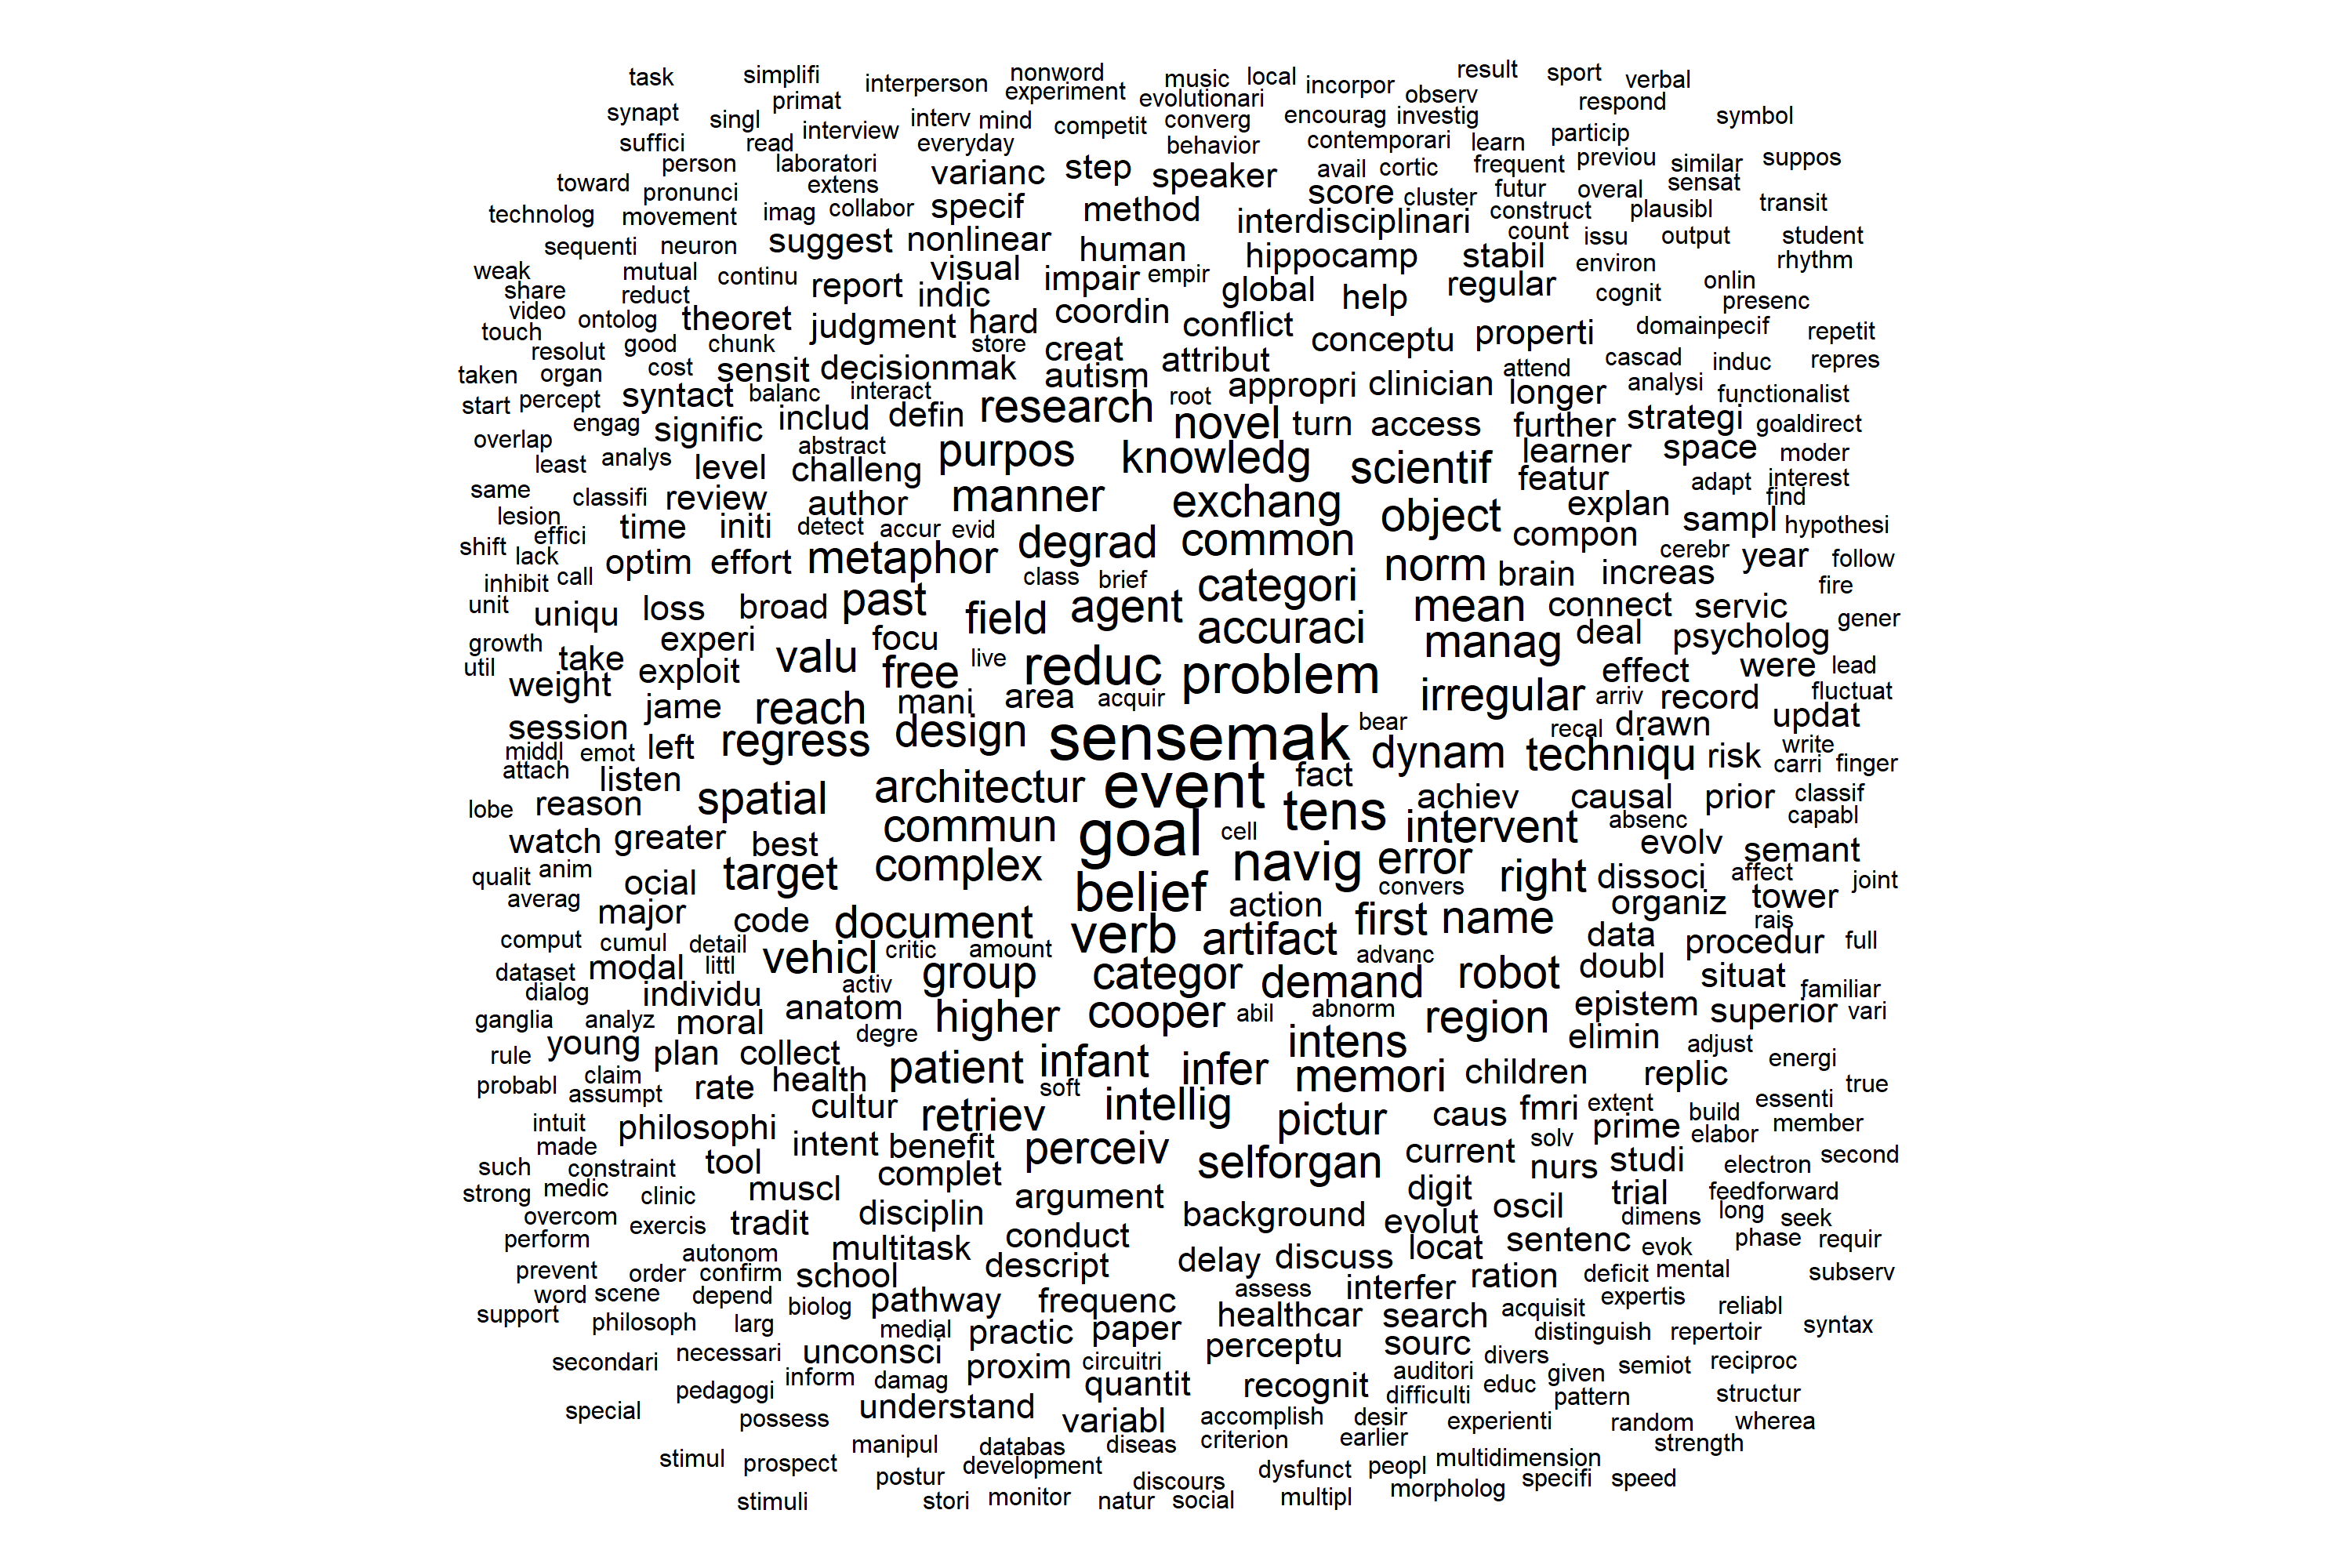 task simplifi interperson nonword music local incorpor result sport verbal
primat experiment evolutionari observ respond
synapt singl interview interv mind competit converg encourag investig symbol
suffici read everyday behavior contemporari learn particip
person laboratori varianc step speaker avail cortic frequent previou similar suppos
toward pronunci extens score cluster futur overal sensat
technolog movement imag collabor specif method interdisciplinari construct plausibl transit
sequenti neuron suggest nonlinear human hippocamp stabil count issu output student
weak mutual continu visual impair empir environ rhythm
share reduct report indic global help regular cognit onlin presenc
video ontolog theoret judgment hard coordin conflict conceptu properti domainpecif repetit
touch resolut good chunk store creat attribut cascad induc repres
taken organ cost sensit decisionmak autism attend analysi
start percept syntact balanc interact research root appropri clinician longer functionalist
overlap engag signific includ defin novel turn access further strategi goaldirect
least analys level abstract challeng purpos knowledg scientif learner space moder
same classifi review author manner exchang object featur explan adapt interest find
lesion effici time initi detect accur evid degrad common compon sampl hypothesi
shift lack optim effort metaphor norm brain increas cerebr year follow
inhibit call class brief categori fire
unit uniqu loss broad past field agent accuraci mean connect servic gener
growth experi focu manag deal psycholog
util take exploit valu free live reduc problem effect were lead
weight jame reach mani area acquir irregular arriv record fluctuat
session left regress design sensemak bear dynam recal drawn updat
middl emot techniqu risk write
attach listen architectur event fact carri finger
lobe reason spatial commun goal cell tens achiev causal prior classif
watch greater best intervent absenc evolv capabl
qualit anim ocial target complex navig error convers right dissoci semant affect joint
averag major code document belief action first name organiz tower rais
comput cumul detail critic amount verb artifact advanc data procedur full
dataset modal littl vehicl group categor demand robot doubl situat
dialog individu activ anatom familiar
ganglia analyz moral degre higher cooper abil abnorm region epistem superior vari
rule young plan collect intens elimin adjust energi
probabl claim assumpt rate health patient infant soft infer memori children replic true
intuit philosophi cultur retriev intellig pictur caus fmri extent build essenti
made intent benefit perceiv solv prime elabor member
such constraint tool complet selforgan current nurs studi electron second
strong medic clinic muscl argument digit trial feedforward
overcom exercis tradit disciplin background evolut oscil dimens long seek
perform autonom multitask conduct delay discuss locat sentenc evok phase requir
prevent order confirm school descript assess interfer ration deficit mental subserv
word scene depend biolog pathway frequenc healthcar search acquisit expertis reliabl
support philosoph larg medial practic paper perceptu sourc distinguish repertoir syntax
secondari necessari unconsci proxim circuitri auditori divers given semiot reciproc
pedagogi inform damag quantit recognit difficulti educ pattern structur
special possess understand variabl accomplish desir experienti random wherea
manipul databas diseas criterion earlier strength
stimul prospect postur development discours dysfunct peopl multidimension specifi speed
stimuli stori monitor natur social multipl morpholog